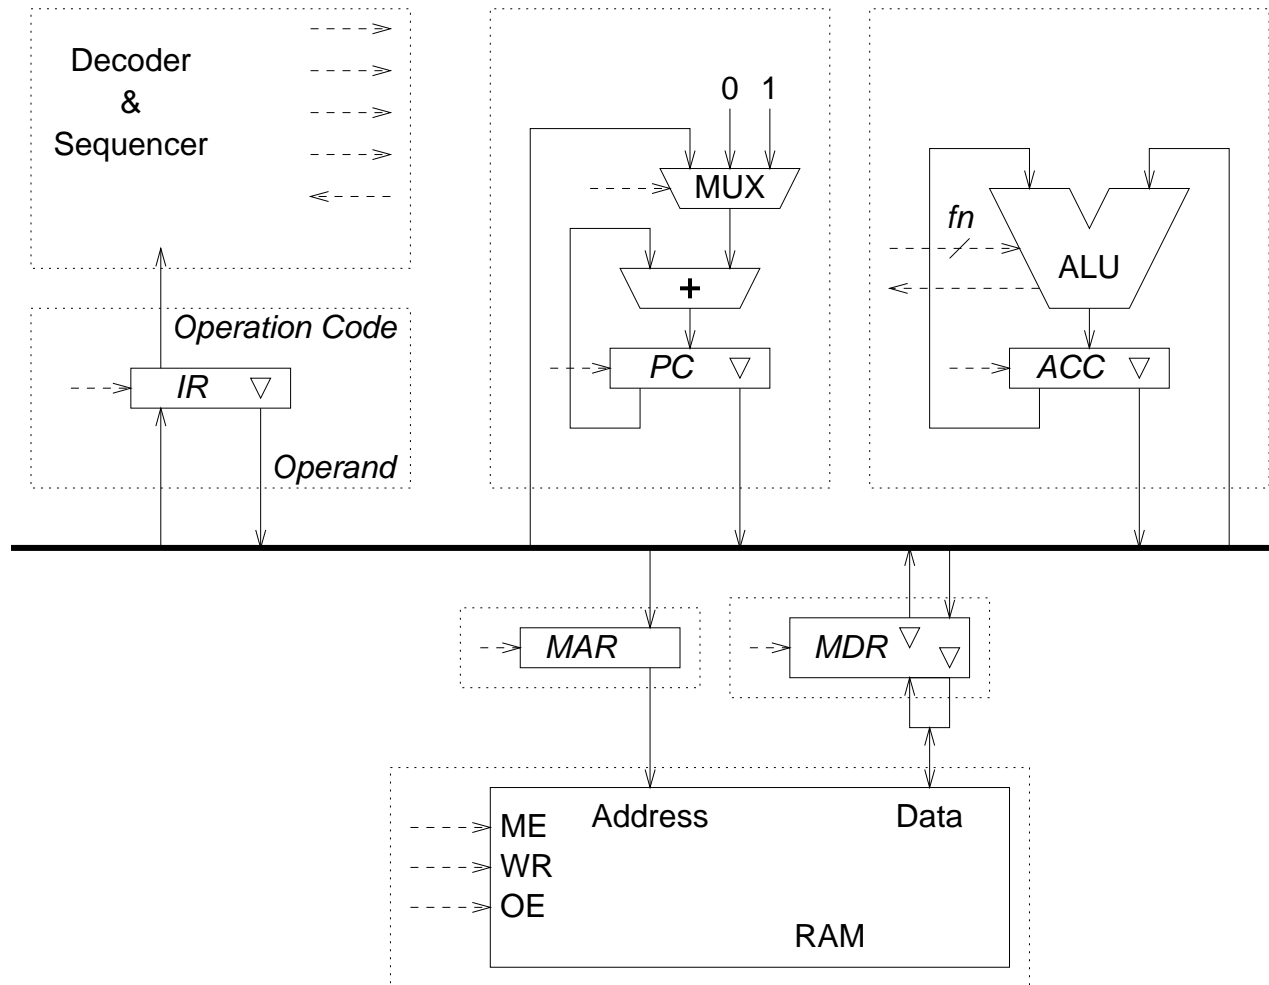 Decoder
&
Sequencer
0 1
MUX
+
PC
fn
ALU
ACC
Operation Code
IR
Operand
MAR
MDR
Address
Data
ME
WR
OE
RAM